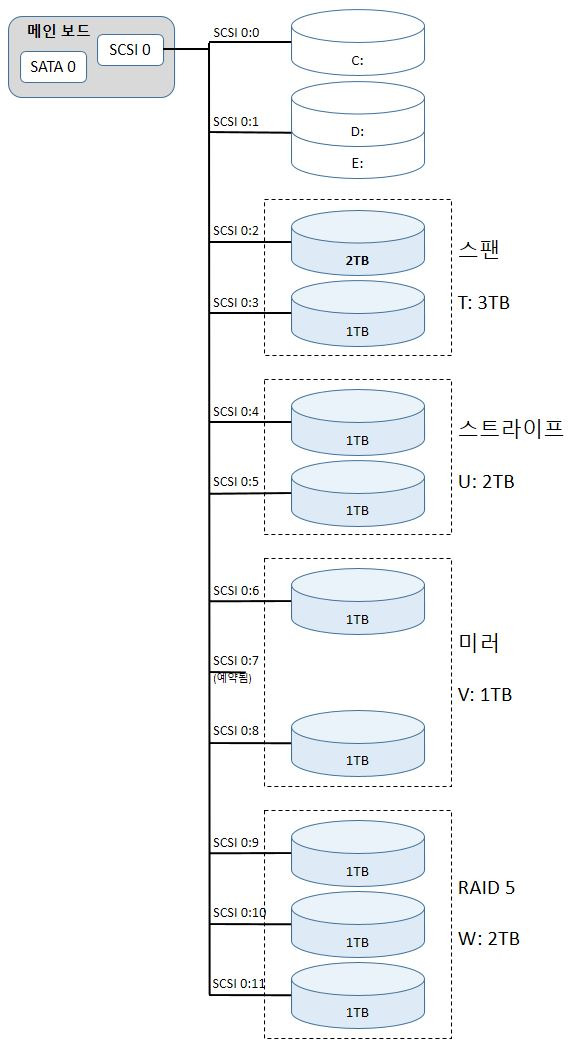 메인 보드
SCSI 0
SATA 0
SCSI 0:0
C:
SCSI 0:1
D:
E:
SCSI 0:2
2TB
스팬
SCSI 0:3
1TB
T: 3TB
SCSI 0:4
1TB
스트라이프
SCSI 0:5
1TB
U: 2TB
SCSI 0:6
1TB
미러
SCSI 0:7
(예약됨)
V: 1TB
SCSI 0:8
1TB
SCSI 0:9
1TB
RAID 5
SCSI 0:10
1TB
W: 2TB
SCSI 0:11
1TB